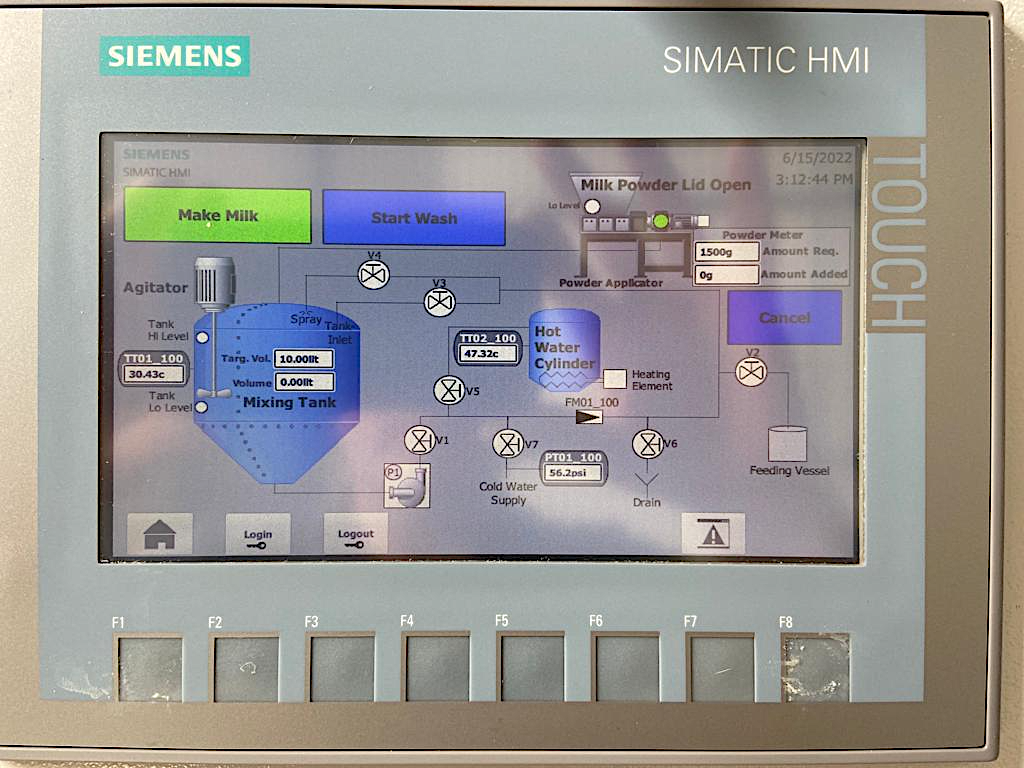 SIEMENS
SIMATIC HMI
TOUCH
SIEMENS
SIMATIC HMI
6/15/2022
3:12:44 PM
Make Milk
Start Wash
Milk Powder Lid Open
Lo Level
Powder Meter
1500g Amount Req.
0g Amount Added
Powder Applicator
V4
V3
Agitator
Spray
Tank
Inlet
Tank
Hi Level
TT01_100
30.43c
Tank
Lo Level
Targ. Vol. 10.00lit
Volume 0.00lit
Mixing Tank
TT02_100
47.32c
Hot
Water
Cylinder
Heating
Element
Cancel
V2
V5
FM01_100
V1
V7
V6
P1
PT01_100
56.2psi
Cold Water
Supply
Drain
Feeding Vessel
Login
Logout
F1 F2 F3 F4 F5 F6 F7 F8